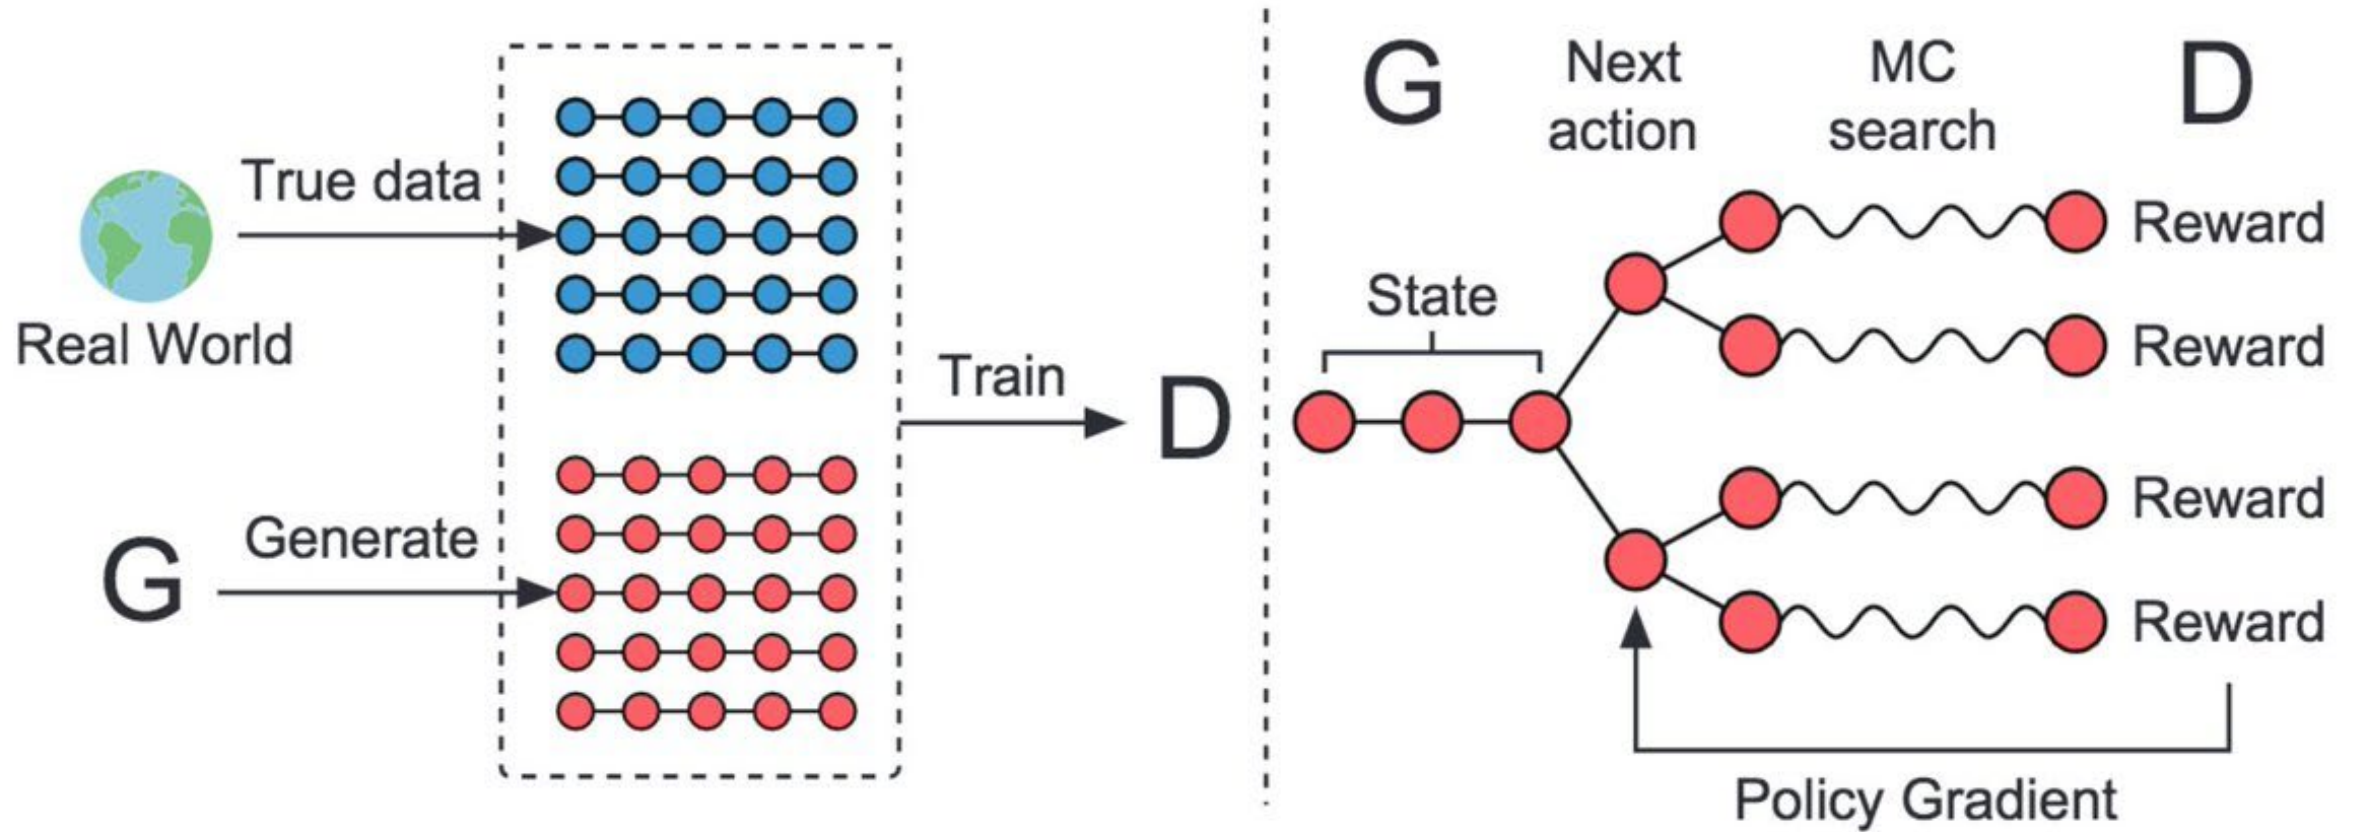 True data
Real World
G
Generate
Train
D
G
Next
action
MC
search
D
State
Reward
Reward
Reward
Reward
Policy Gradient